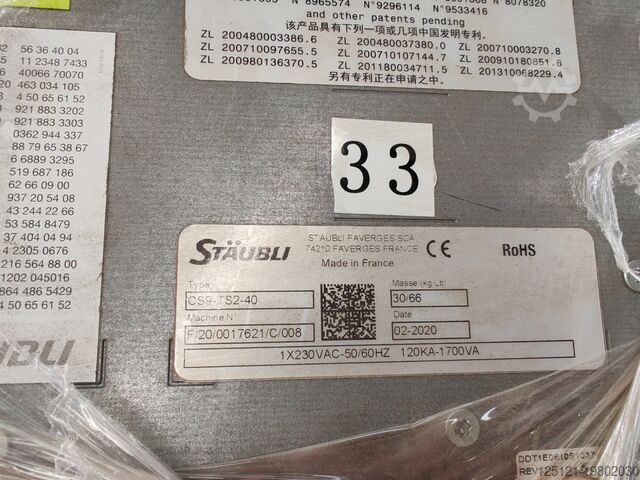 N°8965574 N°9296114 N°9533416
and other patents pending
该产品具有下列一项或几项中国发明专利:
ZL 200480003386.6 ZL 200480037380.0 ZL 200710003270.8
ZL 200710097655.5 ZL 200710107144.7 ZL 200910180851.8
ZL 200980136370.5 ZL 201180034711.5 ZL 201310068229.4
另有专利正在申请之中.
56 36 40 04
11 2348 7433
40066 70070
463 034 105
4 50 65 61 52
921 883 3202
921 883 3303
0362 944 337
88 79 65 38 67
6 6889 3295
519 687 186
62 66 09 00
937 20 54 08
43 244 22 66
53 584 8479
37 404 04 94
4 2305 0676
216 564 88 00
1202 045016
864 486 5429
4 50 65 61 52
ÄUBLI
33
STÄUBLI
STAUBLI FAVERGES SCA
74210 FAVERGES FRANCE
Made in France
CE
RoHS
Type
CS9-TS2-40
Masse (kg/Lb)
30/66
Machine N°
F/20/0017621/C/008
Date
02-2020
1X230VAC-50/60HZ 120KA-1700VA
REV
125121-19802030